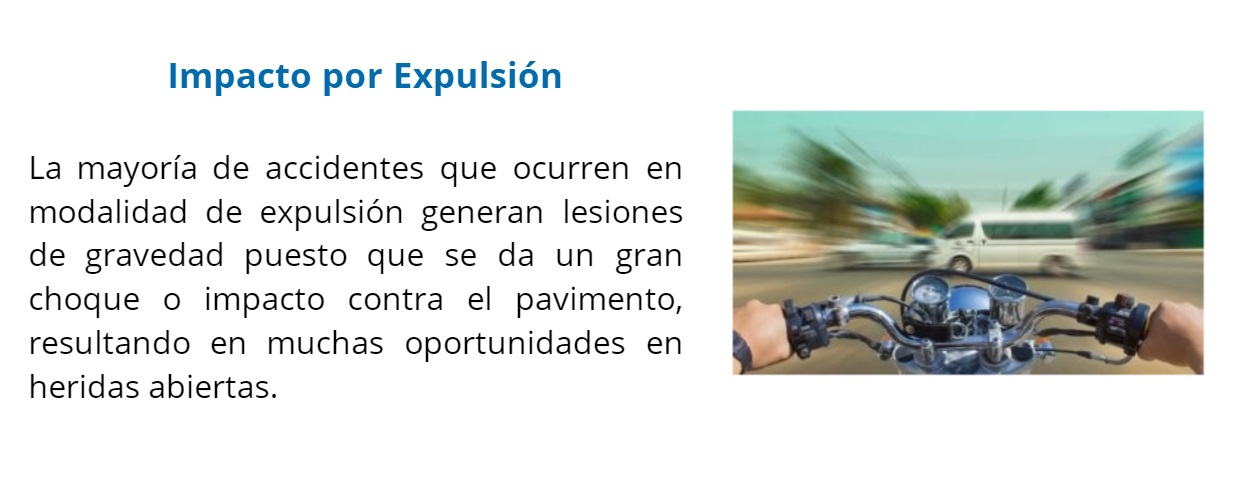 Impacto por Expulsión
La mayoría de accidentes que ocurren en
modalidad de expulsión generan lesiones
de gravedad puesto que se da un gran
choque o impacto contra el pavimento,
resultando en muchas oportunidades en
heridas abiertas.